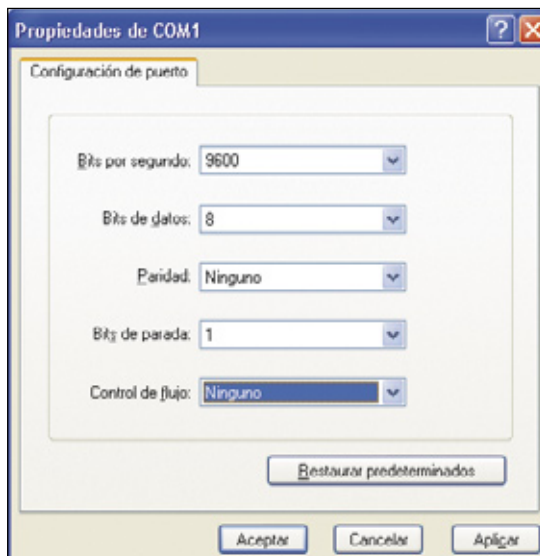 Propiedades de COM1
Configuración de puerto
Bits por segundo: 9600
Bits de datos: 8
Paridad: Ninguno
Bits de parada: 1
Control de flujo: Ninguno
Restaurar predeterminados
Aceptar Cancelar Aplicar